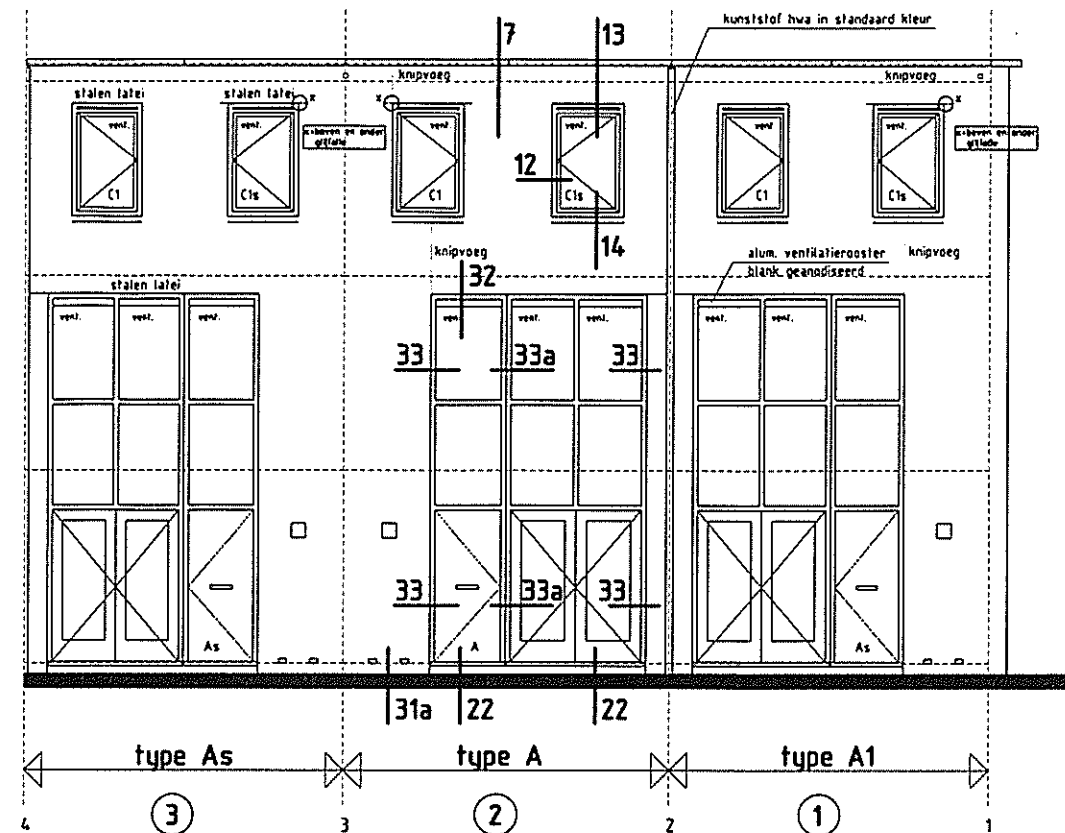 kunststof hwa in standaard kleur
7
13
knipvoeg
knipvoeg
stalen latei
stalen latei
x
x
x
vent.
vent.
vent.
vent.
vent.
vent.
x=boven en onder
12
C1
C1s
C1
C1s
C1
C1s
14
knipvoeg
alum. ventilatierooster
blank geanodiseerd
knipvoeg
32
stalen latei
vent.
vent.
vent.
vent.
vent.
vent.
vent.
vent.
vent.
33
33a
33
33
33a
33
As
A
As
31a
22
22
type As
type A
type A1
3
2
1
4
3
2
1